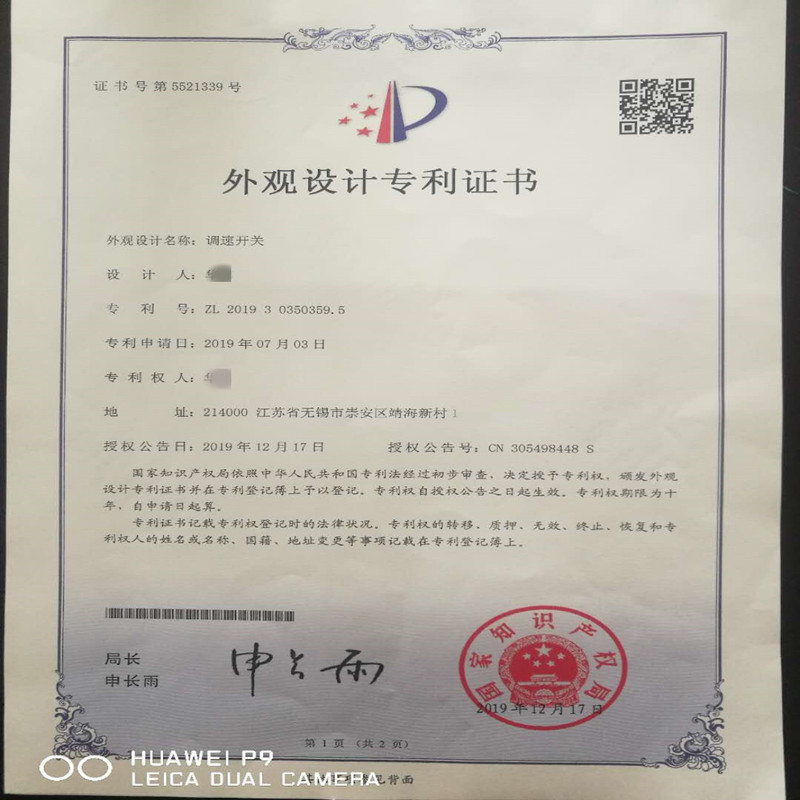 证书号第5521339号
外观设计专利证书
外观设计名称：调速开关
设计人：
专利号：ZL 2019 3 0350359.5
专利申请日：2019年07月03日
专利权人：
地址：214000 江苏省无锡市崇安区靖海新村1
授权公告日：2019年12月17日 授权公告号：CN 305498448 S
国家知识产权局依照中华人民共和国专利法经过初步审查，决定授予专利权，颁发外观
设计专利证书并在专利登记簿上予以登记。专利权自授权公告之日起生效。专利权期限为十
年，自申请日起算。
专利证书记载专利权登记时的法律状况。专利权的转移、质押、无效、终止、恢复和专
利权人的姓名或名称、国籍、地址变更等事项记载在专利登记簿上。
局长
申长雨
申长雨
国家知识产权局
2019年12月17日
第1页（共2页）
HUAWEI P9
LEICA DUAL CAMERA
见背面